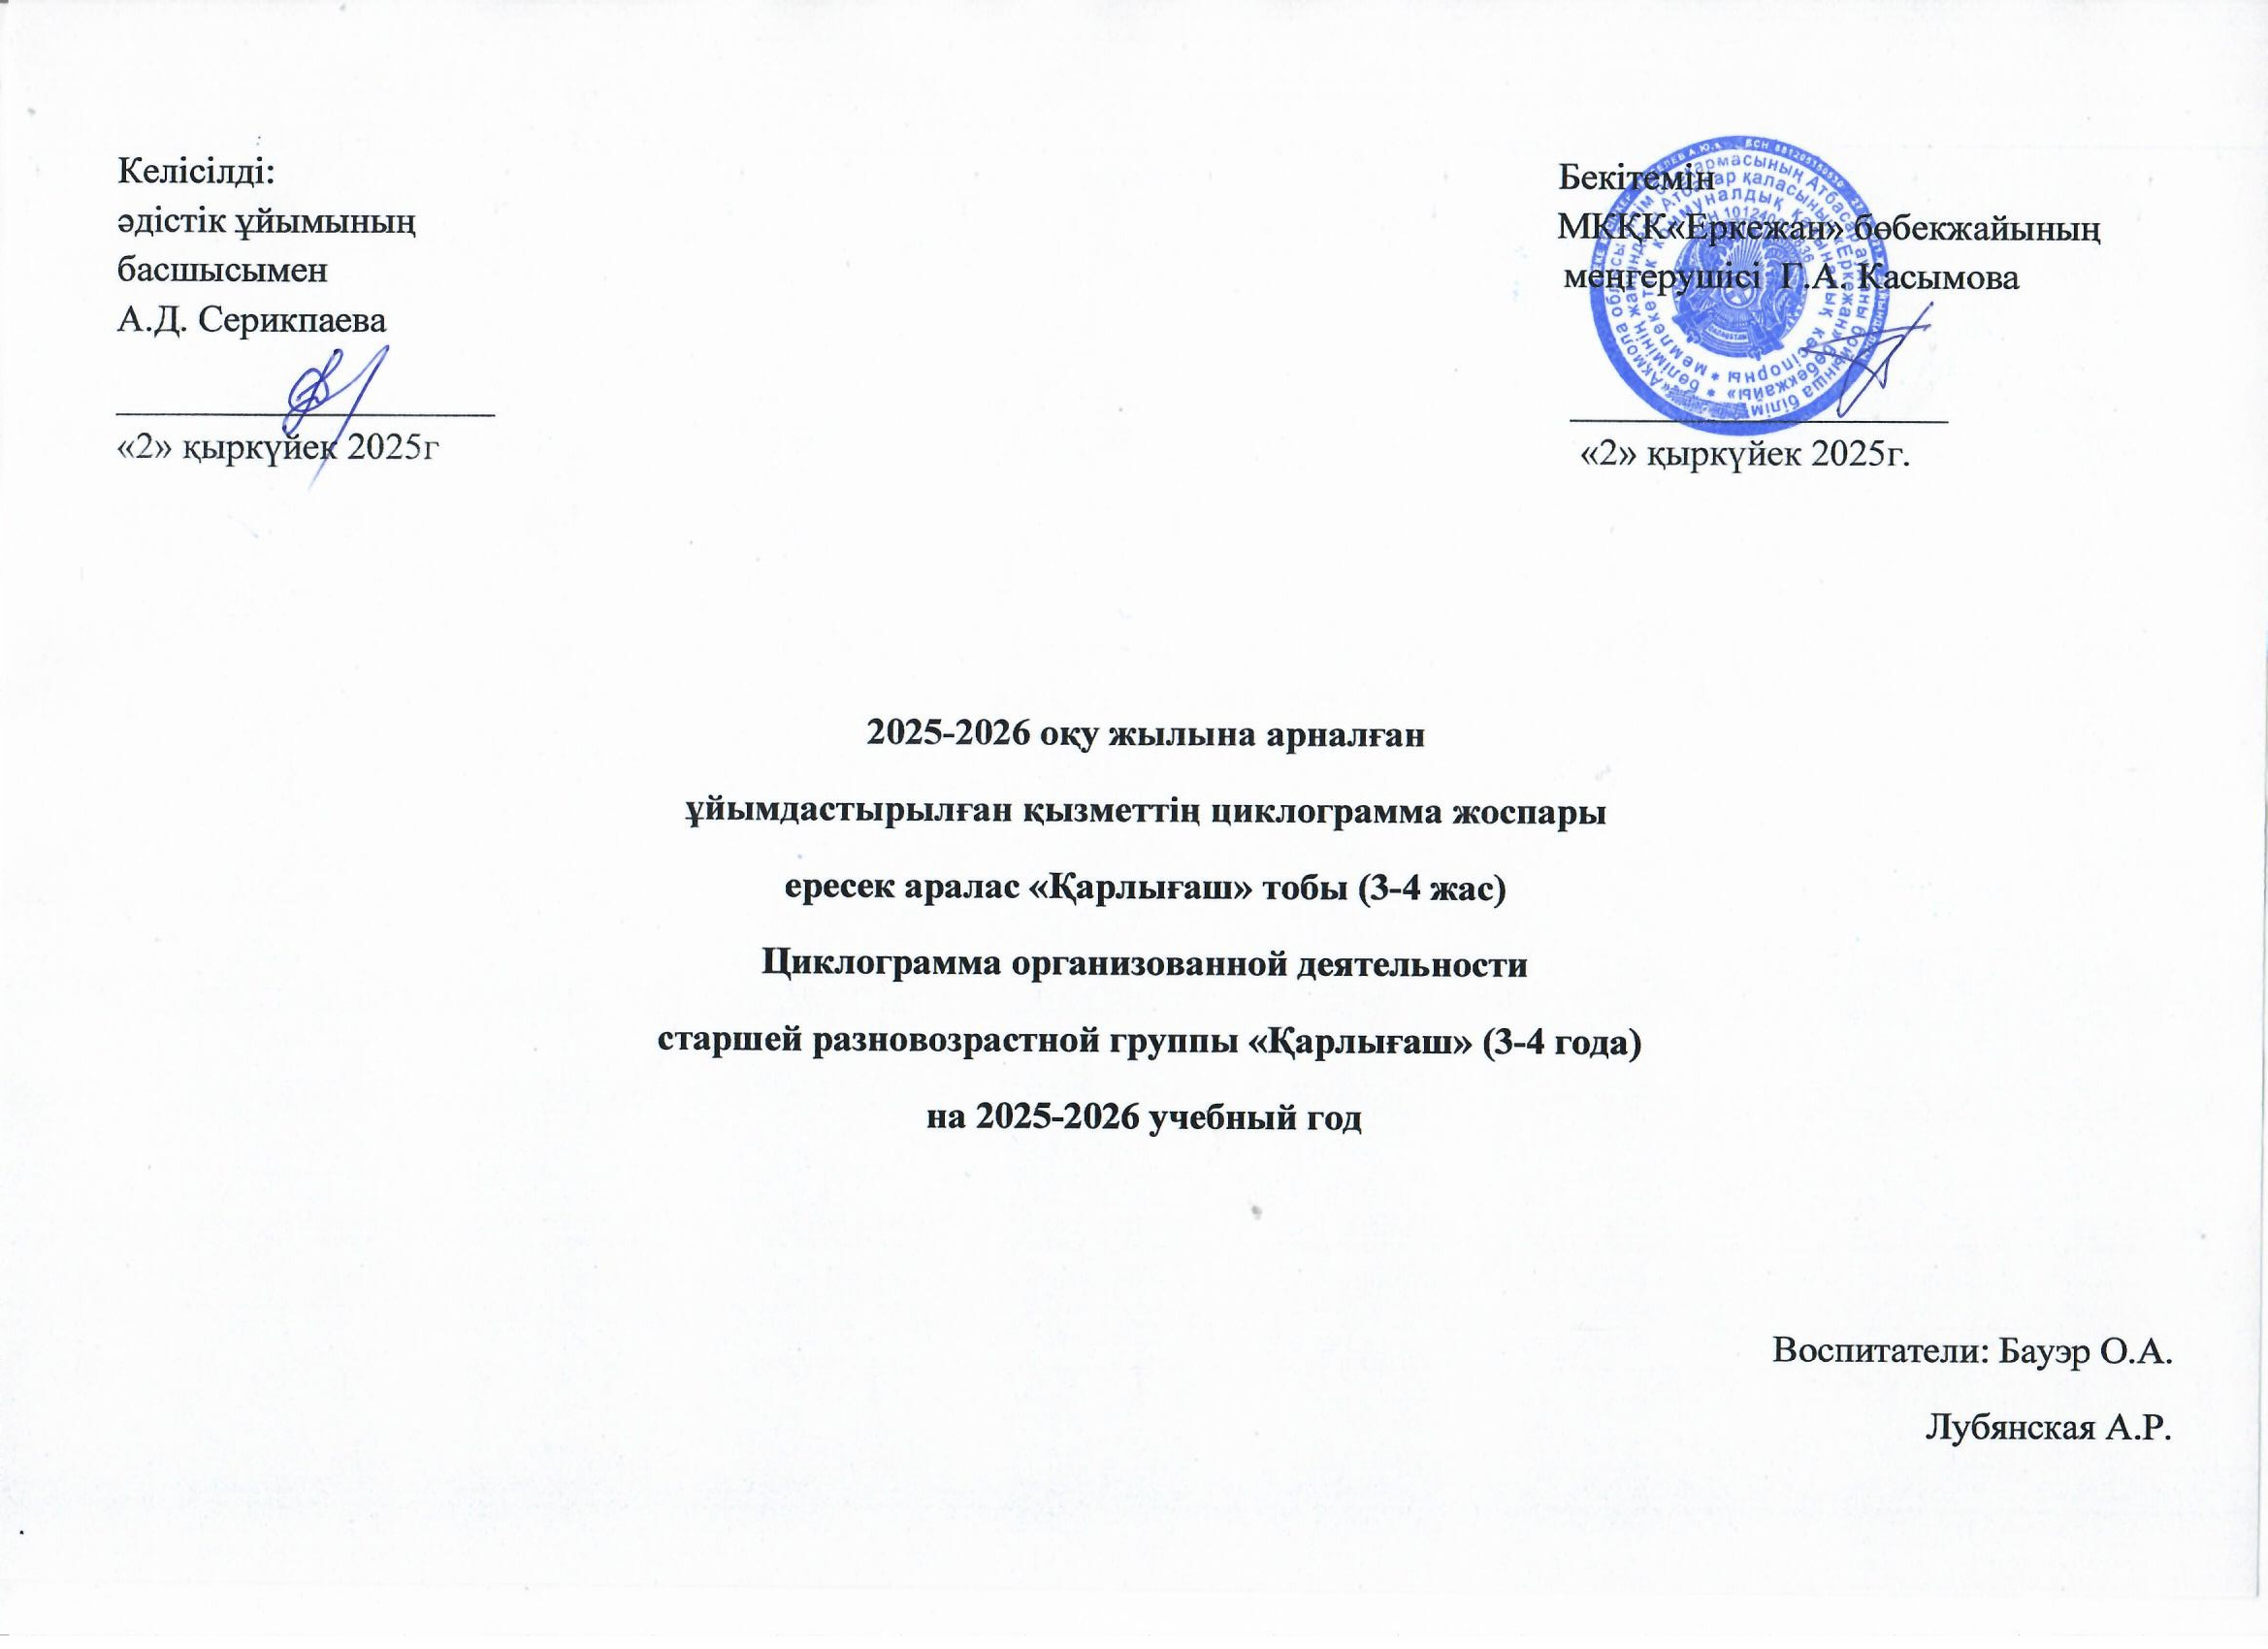 Келісілді:
әдістік ұйымының
басшысымен
А.Д. Серикпаева
«2» қыркүйек 2025г
Бекітемін
МКҚК«Еркежан» бөбекжайының
меңгерушісі Г.А. Касымова
«2» қыркүйек 2025г.
2025-2026 оқу жылына арналған
ұйымдастырылған қызметтің циклограмма жоспары
ересек аралас «Қарлығаш» тобы (3-4 жас)
Циклограмма организованной деятельности
старшей разновозрастной группы «Қарлығаш» (3-4 года)
на 2025-2026 учебный год
Воспитатели: Бауэр О.А.
Лубянская А.Р.